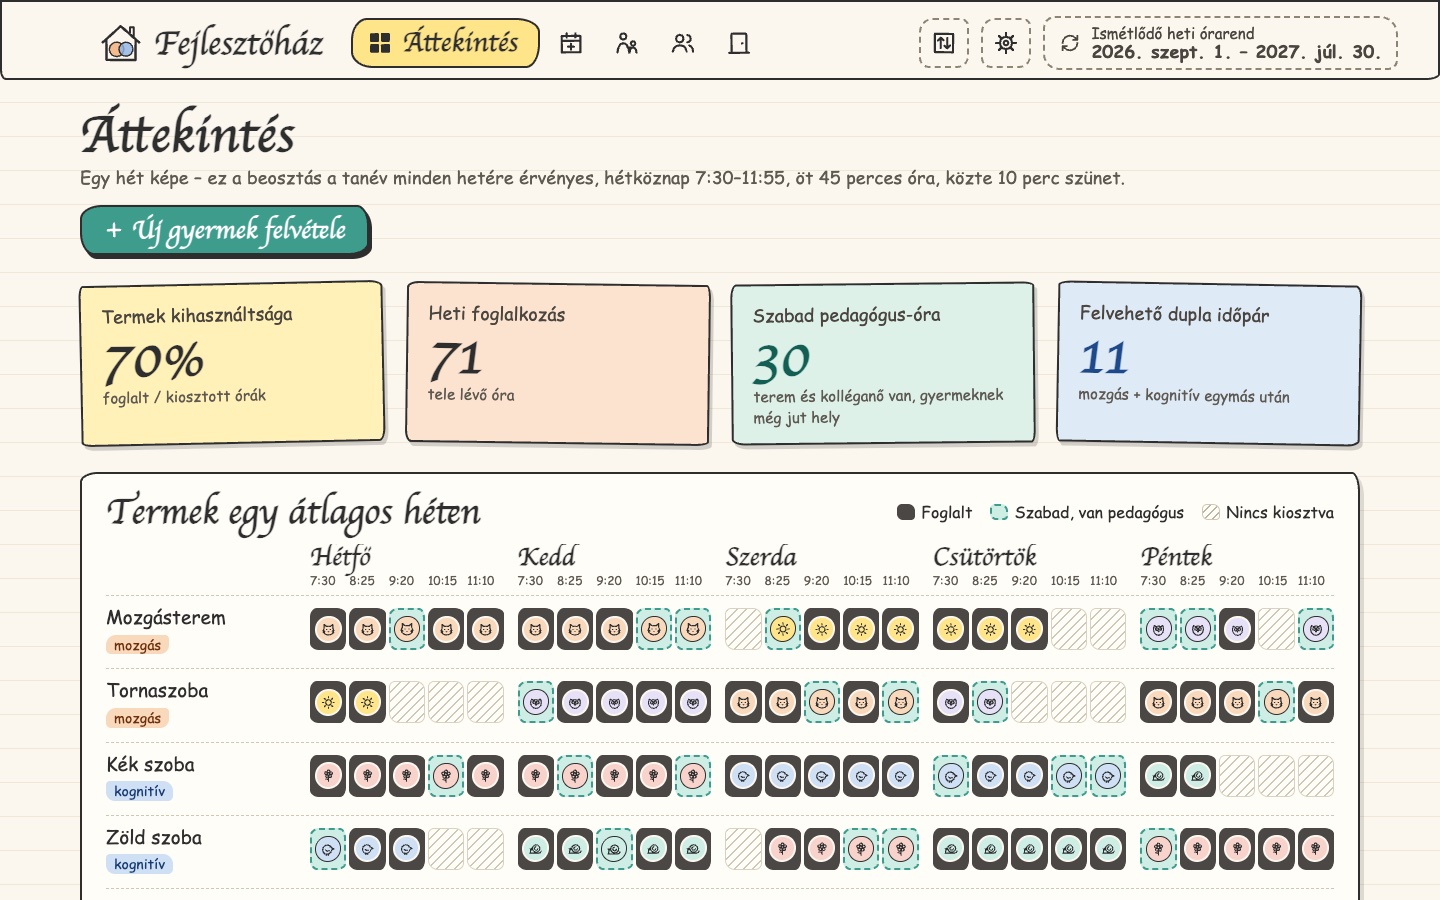 Fejlesztőház
Áttekintés
Ismétlődő heti órarend
2026. szept. 1. – 2027. júl. 30.
Áttekintés
Egy hét képe – ez a beosztás a tanév minden hetére érvényes, hétköznap 7:30–11:55, öt 45 perces óra, közte 10 perc szünet.
+ Új gyermek felvétele
Termek kihasználtsága
70%
foglalt / kiosztott órák
Heti foglalkozás
71
tele lévő óra
Szabad pedagógus-óra
30
terem és kolléganő van, gyermeknek
még jut hely
Felvehető dupla időpár
11
mozgás + kognitív egymás után
Termek egy átlagos héten
Foglalt Szabad, van pedagógus Nincs kiosztva
Hétfő Kedd Szerda Csütörtök Péntek
7:30 8:25 9:20 10:15 11:10 7:30 8:25 9:20 10:15 11:10 7:30 8:25 9:20 10:15 11:10 7:30 8:25 9:20 10:15 11:10 7:30 8:25 9:20 10:15 11:10
Mozgásterem
mozgás
Tornaszoba
mozgás
Kék szoba
kognitív
Zöld szoba
kognitív